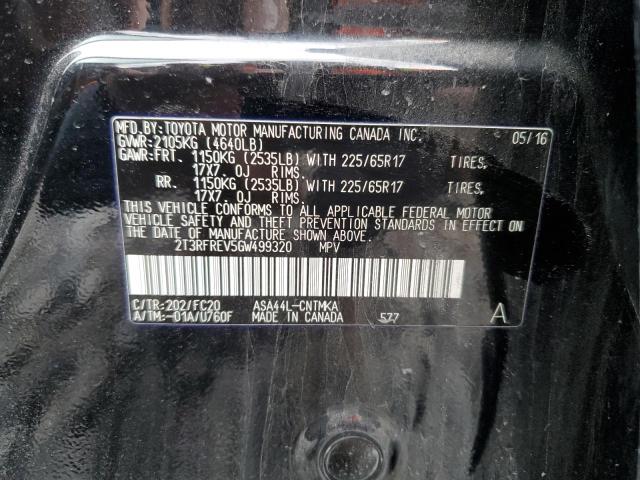 MFD.BY:TOYOTA MOTOR MANUFACTURING CANADA INC. 05/16
GVWR:2105KG (4640LB)
GAWR:FRT. 1150KG (2535LB) WITH 225/65R17 TIRES,
17X7.0J RIMS.
RR. 1150KG (2535LB) WITH 225/65R17 TIRES,
17X7.0J RIMS.
THIS VEHICLE CONFORMS TO ALL APPLICABLE FEDERAL MOTOR
VEHICLE SAFETY AND THEFT PREVENTION STANDARDS IN EFFECT ON
THE DATE OF MANUFACTURE SHOWN ABOVE.
2T3RFREV5GW499320 MPV
C/TR:202/FC20 ASA44L-CNTMKA
A/TM:-01A/U760F MADE IN CANADA 577 A